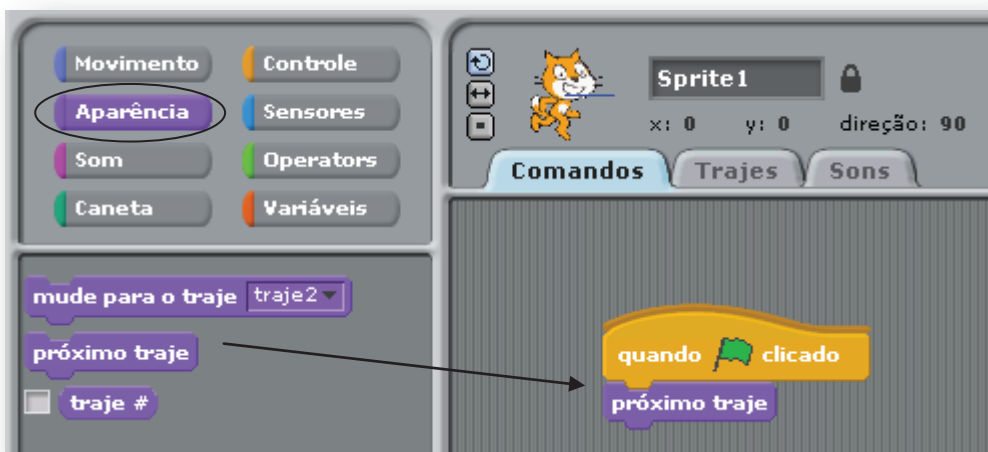 Movimento
Controle
Aparência
Sensores
Som
Operators
Caneta
Variáveis
mude para o traje traje2
próximo traje
traje #
Sprite1
x: 0 y: 0 direção: 90
Comandos
Trajes
Sons
quando clicado
próximo traje